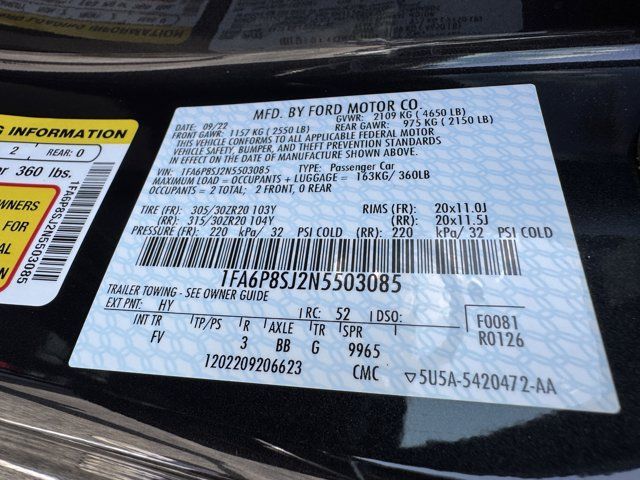 MFD. BY FORD MOTOR CO.
DATE: 09/22 GVWR: 2109 KG (4650 LB)
FRONT GAWR: 1157 KG (2550 LB) REAR GAWR: 975 KG (2150 LB)
THIS VEHICLE CONFORMS TO ALL APPLICABLE FEDERAL MOTOR
VEHICLE SAFETY, BUMPER, AND THEFT PREVENTION STANDARDS
IN EFFECT ON THE DATE OF MANUFACTURE SHOWN ABOVE.
VIN: 1FA6P8SJ2N5503085 TYPE: Passenger Car
MAXIMUM LOAD = OCCUPANTS + LUGGAGE = 163KG/ 360LB
OCCUPANTS = 2 TOTAL; 2 FRONT, 0 REAR
TIRE (FR): 305/30ZR20 103Y RIMS (FR): 20x11.0J
(RR): 315/30ZR20 104Y (RR): 20x11.5J
PRESSURE (FR): 220 kPa/ 32 PSI COLD (RR): 220 kPa/ 32 PSI COLD
1FA6P8SJ2N5503085
TRAILER TOWING - SEE OWNER GUIDE
EXT PNT: HY RC: 52 DSO:
INT TR TP/PS R AXLE TR SPR
FV 3 BB G 9965
F0081
R0126
1202209206623 CMC ▽5U5A-5420472-AA
G INFORMATION
2 REAR: 0
r 360 lbs.
WNERS
FOR
AL
ON
1FA6P8SJ2N5503085